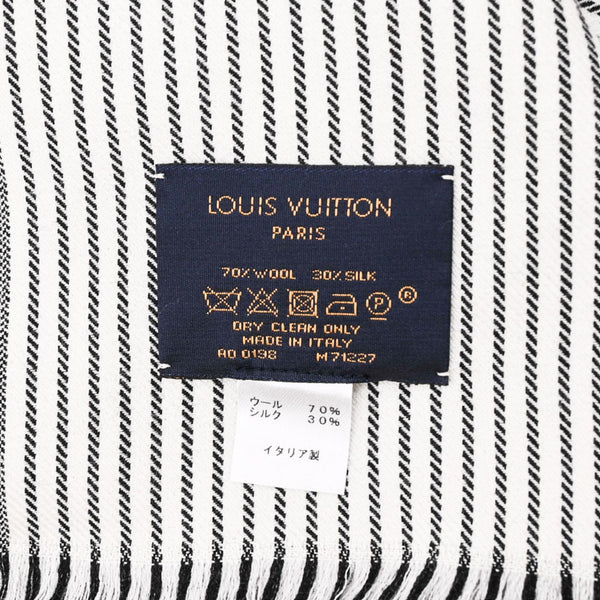 LOUIS VUITTON
PARIS
70% WOOL 30% SILK
P ®
DRY CLEAN ONLY
MADE IN ITALY
AO 0198 M71227
ウール 70%
シルク 30%
イタリア製